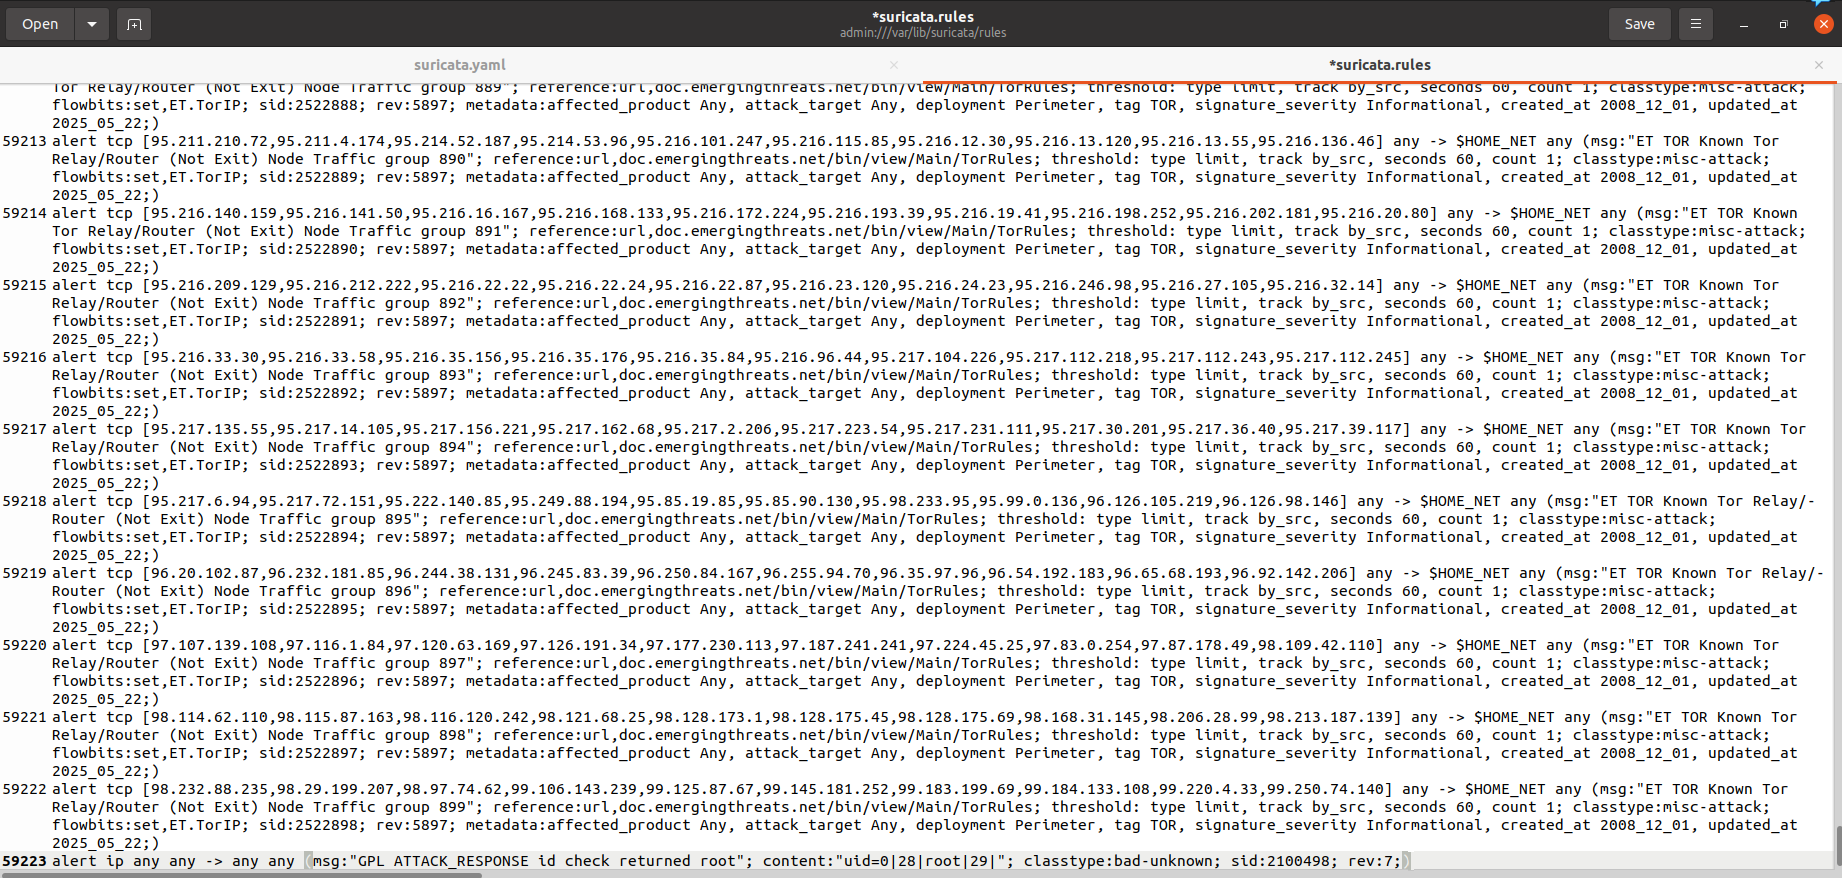 Open
*suricata.rules
admin:///var/lib/suricata/rules
Save
suricata.yaml
*suricata.rules
Tor Relay/Router (Not Exit) Node Traffic group 889"; reference:url,doc.emergingthreats.net/bin/view/Main/TorRules; threshold: type limit, track by_src, seconds 60, count 1; classtype:misc-attack;
flowbits:set,ET.TorIP; sid:2522888; rev:5897; metadata:affected_product Any, attack_target Any, deployment Perimeter, tag TOR, signature_severity Informational, created_at 2008_12_01, updated_at
2025_05_22;)
59213 alert tcp [95.211.210.72,95.211.4.174,95.214.52.187,95.214.53.96,95.216.101.247,95.216.115.85,95.216.12.30,95.216.13.120,95.216.13.55,95.216.136.46] any -> $HOME_NET any (msg:"ET TOR Known Tor
Relay/Router (Not Exit) Node Traffic group 890"; reference:url,doc.emergingthreats.net/bin/view/Main/TorRules; threshold: type limit, track by_src, seconds 60, count 1; classtype:misc-attack;
flowbits:set,ET.TorIP; sid:2522889; rev:5897; metadata:affected_product Any, attack_target Any, deployment Perimeter, tag TOR, signature_severity Informational, created_at 2008_12_01, updated_at
2025_05_22;)
59214 alert tcp [95.216.140.159,95.216.141.50,95.216.16.167,95.216.168.133,95.216.172.224,95.216.193.39,95.216.19.41,95.216.198.252,95.216.202.181,95.216.20.80] any -> $HOME_NET any (msg:"ET TOR Known
Tor Relay/Router (Not Exit) Node Traffic group 891"; reference:url,doc.emergingthreats.net/bin/view/Main/TorRules; threshold: type limit, track by_src, seconds 60, count 1; classtype:misc-attack;
flowbits:set,ET.TorIP; sid:2522890; rev:5897; metadata:affected_product Any, attack_target Any, deployment Perimeter, tag TOR, signature_severity Informational, created_at 2008_12_01, updated_at
2025_05_22;)
59215 alert tcp [95.216.209.129,95.216.212.222,95.216.22.22,95.216.22.24,95.216.22.87,95.216.23.120,95.216.24.23,95.216.246.98,95.216.27.105,95.216.32.14] any -> $HOME_NET any (msg:"ET TOR Known Tor
Relay/Router (Not Exit) Node Traffic group 892"; reference:url,doc.emergingthreats.net/bin/view/Main/TorRules; threshold: type limit, track by_src, seconds 60, count 1; classtype:misc-attack;
flowbits:set,ET.TorIP; sid:2522891; rev:5897; metadata:affected_product Any, attack_target Any, deployment Perimeter, tag TOR, signature_severity Informational, created_at 2008_12_01, updated_at
2025_05_22;)
59216 alert tcp [95.216.33.30,95.216.33.58,95.216.35.156,95.216.35.176,95.216.35.84,95.216.96.44,95.217.104.226,95.217.112.218,95.217.112.243,95.217.112.245] any -> $HOME_NET any (msg:"ET TOR Known Tor
Relay/Router (Not Exit) Node Traffic group 893"; reference:url,doc.emergingthreats.net/bin/view/Main/TorRules; threshold: type limit, track by_src, seconds 60, count 1; classtype:misc-attack;
flowbits:set,ET.TorIP; sid:2522892; rev:5897; metadata:affected_product Any, attack_target Any, deployment Perimeter, tag TOR, signature_severity Informational, created_at 2008_12_01, updated_at
2025_05_22;)
59217 alert tcp [95.217.135.55,95.217.14.105,95.217.156.221,95.217.162.68,95.217.2.206,95.217.223.54,95.217.231.111,95.217.30.201,95.217.36.40,95.217.39.117] any -> $HOME_NET any (msg:"ET TOR Known Tor
Relay/Router (Not Exit) Node Traffic group 894"; reference:url,doc.emergingthreats.net/bin/view/Main/TorRules; threshold: type limit, track by_src, seconds 60, count 1; classtype:misc-attack;
flowbits:set,ET.TorIP; sid:2522893; rev:5897; metadata:affected_product Any, attack_target Any, deployment Perimeter, tag TOR, signature_severity Informational, created_at 2008_12_01, updated_at
2025_05_22;)
59218 alert tcp [95.217.6.94,95.217.72.151,95.222.140.85,95.249.88.194,95.85.19.85,95.85.90.130,95.98.233.95,95.99.0.136,96.126.105.219,96.126.98.146] any -> $HOME_NET any (msg:"ET TOR Known Tor Relay/-
Router (Not Exit) Node Traffic group 895"; reference:url,doc.emergingthreats.net/bin/view/Main/TorRules; threshold: type limit, track by_src, seconds 60, count 1; classtype:misc-attack;
flowbits:set,ET.TorIP; sid:2522894; rev:5897; metadata:affected_product Any, attack_target Any, deployment Perimeter, tag TOR, signature_severity Informational, created_at 2008_12_01, updated_at
2025_05_22;)
59219 alert tcp [96.20.102.87,96.232.181.85,96.244.38.131,96.245.83.39,96.250.84.167,96.255.94.70,96.35.97.96,96.54.192.183,96.65.68.193,96.92.142.206] any -> $HOME_NET any (msg:"ET TOR Known Tor Relay/-
Router (Not Exit) Node Traffic group 896"; reference:url,doc.emergingthreats.net/bin/view/Main/TorRules; threshold: type limit, track by_src, seconds 60, count 1; classtype:misc-attack;
flowbits:set,ET.TorIP; sid:2522895; rev:5897; metadata:affected_product Any, attack_target Any, deployment Perimeter, tag TOR, signature_severity Informational, created_at 2008_12_01, updated_at
2025_05_22;)
59220 alert tcp [97.107.139.108,97.116.1.84,97.120.63.169,97.126.191.34,97.177.230.113,97.187.241.241,97.224.45.25,97.83.0.254,97.87.178.49,98.109.42.110] any -> $HOME_NET any (msg:"ET TOR Known Tor
Relay/Router (Not Exit) Node Traffic group 897"; reference:url,doc.emergingthreats.net/bin/view/Main/TorRules; threshold: type limit, track by_src, seconds 60, count 1; classtype:misc-attack;
flowbits:set,ET.TorIP; sid:2522896; rev:5897; metadata:affected_product Any, attack_target Any, deployment Perimeter, tag TOR, signature_severity Informational, created_at 2008_12_01, updated_at
2025_05_22;)
59221 alert tcp [98.114.62.110,98.115.87.163,98.116.120.242,98.121.68.25,98.128.173.1,98.128.175.45,98.128.175.69,98.168.31.145,98.206.28.99,98.213.187.139] any -> $HOME_NET any (msg:"ET TOR Known Tor
Relay/Router (Not Exit) Node Traffic group 898"; reference:url,doc.emergingthreats.net/bin/view/Main/TorRules; threshold: type limit, track by_src, seconds 60, count 1; classtype:misc-attack;
flowbits:set,ET.TorIP; sid:2522897; rev:5897; metadata:affected_product Any, attack_target Any, deployment Perimeter, tag TOR, signature_severity Informational, created_at 2008_12_01, updated_at
2025_05_22;)
59222 alert tcp [98.232.88.235,98.29.199.207,98.97.74.62,99.106.143.239,99.125.87.67,99.145.181.252,99.183.199.69,99.184.133.108,99.220.4.33,99.250.74.140] any -> $HOME_NET any (msg:"ET TOR Known Tor
Relay/Router (Not Exit) Node Traffic group 899"; reference:url,doc.emergingthreats.net/bin/view/Main/TorRules; threshold: type limit, track by_src, seconds 60, count 1; classtype:misc-attack;
flowbits:set,ET.TorIP; sid:2522898; rev:5897; metadata:affected_product Any, attack_target Any, deployment Perimeter, tag TOR, signature_severity Informational, created_at 2008_12_01, updated_at
2025_05_22;)
59223 alert ip any any -> any any (msg:"GPL ATTACK_RESPONSE id check returned root"; content:"uid=0|28|root|29|"; classtype:bad-unknown; sid:2100498; rev:7;)